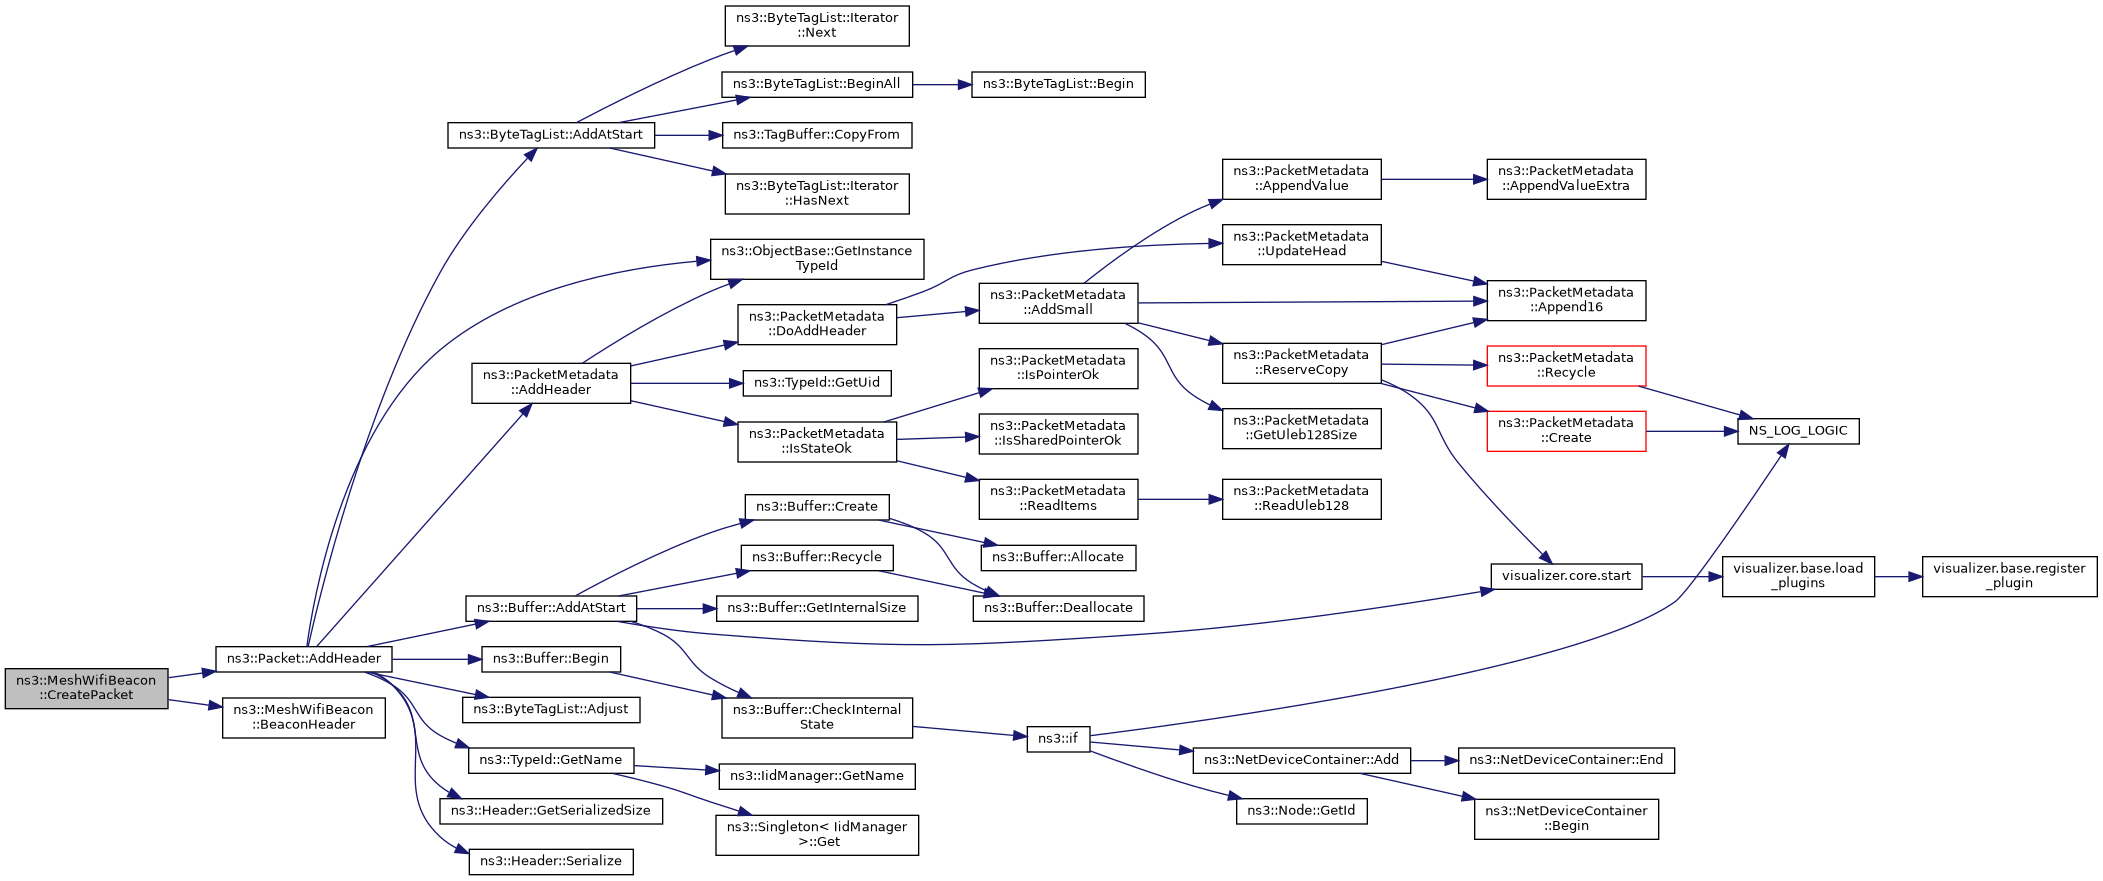 ns3::MeshWifiBeacon
::CreatePacket
ns3::Packet::AddHeader
ns3::MeshWifiBeacon
::BeaconHeader
ns3::ByteTagList::AddAtStart
ns3::PacketMetadata
::AddHeader
ns3::Buffer::AddAtStart
ns3::Buffer::Begin
ns3::ByteTagList::Adjust
ns3::TypeId::GetName
ns3::Header::GetSerializedSize
ns3::Header::Serialize
ns3::ByteTagList::Iterator
::Next
ns3::ByteTagList::BeginAll
ns3::TagBuffer::CopyFrom
ns3::ByteTagList::Iterator
::HasNext
ns3::ObjectBase::GetInstance
TypeId
ns3::PacketMetadata
::DoAddHeader
ns3::TypeId::GetUid
ns3::PacketMetadata
::IsStateOk
ns3::Buffer::Create
ns3::Buffer::Recycle
ns3::Buffer::GetInternalSize
ns3::Buffer::CheckInternal
State
ns3::IidManager::GetName
ns3::Singleton< IidManager
>::Get
ns3::ByteTagList::Begin
ns3::PacketMetadata
::AddSmall
ns3::PacketMetadata
::IsPointerOk
ns3::PacketMetadata
::IsSharedPointerOk
ns3::PacketMetadata
::ReadItems
ns3::Buffer::Allocate
ns3::Buffer::Deallocate
ns3::if
ns3::PacketMetadata
::AppendValue
ns3::PacketMetadata
::UpdateHead
ns3::PacketMetadata
::ReserveCopy
ns3::PacketMetadata
::GetUleb128Size
ns3::PacketMetadata
::ReadUleb128
ns3::NetDeviceContainer::Add
ns3::Node::GetId
ns3::PacketMetadata
::AppendValueExtra
ns3::PacketMetadata
::Append16
ns3::PacketMetadata
::Recycle
ns3::PacketMetadata
::Create
visualizer.core.start
ns3::NetDeviceContainer::End
ns3::NetDeviceContainer
::Begin
NS_LOG_LOGIC
visualizer.base.load
_plugins
visualizer.base.register
_plugin